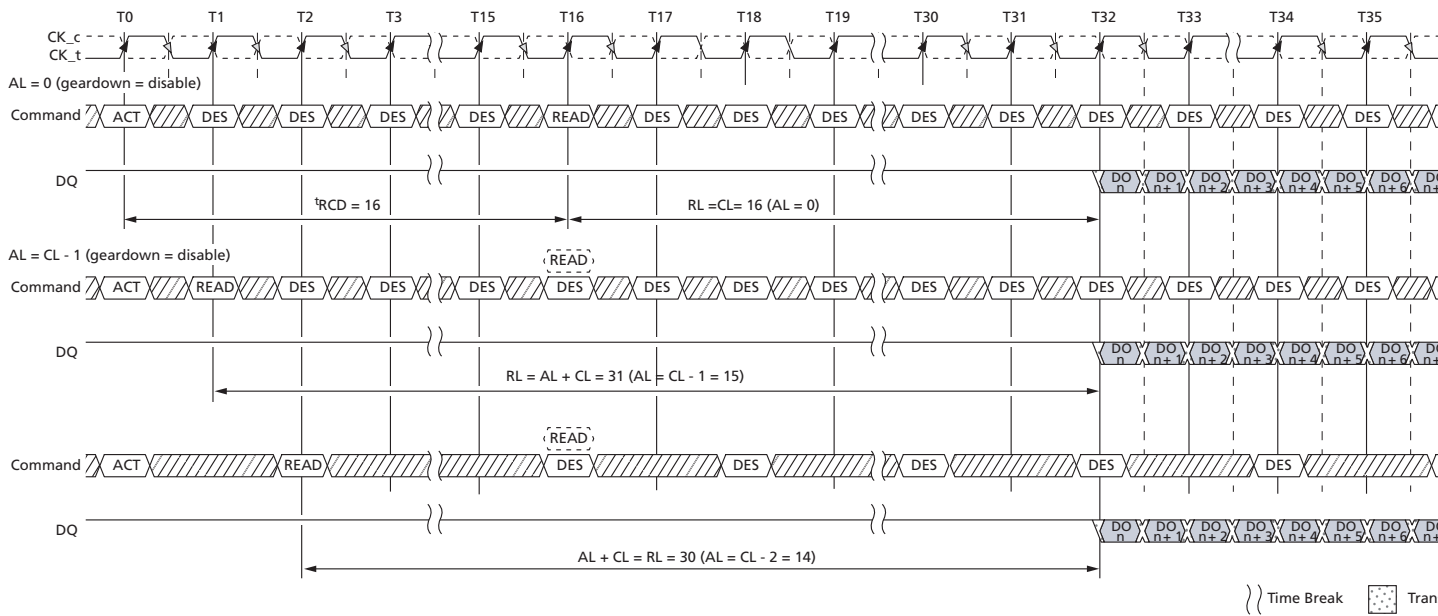 T0 T1 T2 T3 T15 T16 T17 T18 T19 T30 T31 T32 T33 T34 T35
CK_c
CK_t
AL = 0 (geardown = disable)
Command ACT DES DES DES DES READ DES DES DES DES DES DES DES DES DES
DQ DO n DO n + 1 DO n + 2 DO n + 3 DO n + 4 DO n + 5 DO n + 6
tRCD = 16 RL =CL= 16 (AL = 0)
AL = CL - 1 (geardown = disable)
READ
Command ACT READ DES DES DES DES DES DES DES DES DES DES DES DES DES
DQ DO n DO n + 1 DO n + 2 DO n + 3 DO n + 4 DO n + 5 DO n + 6
RL = AL + CL = 31 (AL = CL - 1 = 15)
READ
Command ACT READ DES DES DES DES DES
DQ DO n DO n + 1 DO n + 2 DO n + 3 DO n + 4 DO n + 5 DO n + 6
AL + CL = RL = 30 (AL = CL - 2 = 14)
Time Break Tran